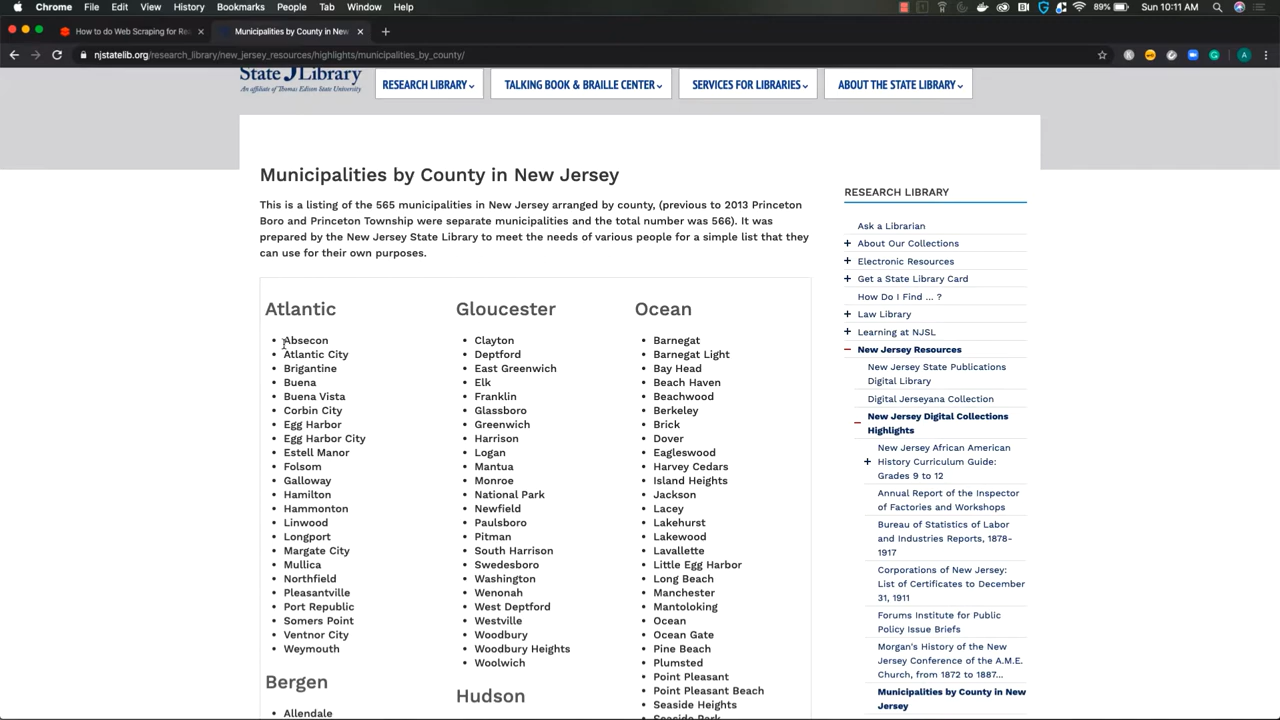 Chrome File Edit View History Bookmarks People Tab Window Help 89% Sun 10:11 AM
How to do Web Scraping for Re
Municipalities by County in New
njstatelib.org/research_library/new_jersey_resources/highlights/municipalities_by_county/
State Library
An affiliate of Thomas Edison State University
RESEARCH LIBRARY
TALKING BOOK & BRAILLE CENTER
SERVICES FOR LIBRARIES
ABOUT THE STATE LIBRARY
Municipalities by County in New Jersey
This is a listing of the 565 municipalities in New Jersey arranged by county, (previous to 2013 Princeton
Boro and Princeton Township were separate municipalities and the total number was 566). It was
prepared by the New Jersey State Library to meet the needs of various people for a simple list that they
can use for their own purposes.
Atlantic
Absecon
Atlantic City
Brigantine
Buena
Buena Vista
Corbin City
Egg Harbor
Egg Harbor City
Estell Manor
Folsom
Galloway
Hamilton
Hammonton
Linwood
Longport
Margate City
Mullica
Northfield
Pleasantville
Port Republic
Somers Point
Ventnor City
Weymouth
Bergen
Allendale
Gloucester
Clayton
Deptford
East Greenwich
Elk
Franklin
Glassboro
Greenwich
Harrison
Logan
Mantua
Monroe
National Park
Newfield
Paulsboro
Pitman
South Harrison
Swedesboro
Washington
Wenonah
West Deptford
Westville
Woodbury
Woodbury Heights
Woolwich
Hudson
Ocean
Barnegat
Barnegat Light
Bay Head
Beach Haven
Beachwood
Berkeley
Brick
Dover
Eagleswood
Harvey Cedars
Island Heights
Jackson
Lacey
Lakehurst
Lakewood
Lavallette
Little Egg Harbor
Long Beach
Manchester
Mantoloking
Ocean
Ocean Gate
Pine Beach
Plumsted
Point Pleasant
Point Pleasant Beach
Seaside Heights
Seaside Park
RESEARCH LIBRARY
Ask a Librarian
About Our Collections
Electronic Resources
Get a State Library Card
How Do I Find ... ?
Law Library
Learning at NJSL
New Jersey Resources
New Jersey State Publications
Digital Library
Digital Jerseyana Collection
New Jersey Digital Collections
Highlights
New Jersey African American
History Curriculum Guide:
Grades 9 to 12
Annual Report of the Inspector
of Factories and Workshops
Bureau of Statistics of Labor
and Industries Reports, 1878-
1917
Corporations of New Jersey:
List of Certificates to December
31, 1911
Forums Institute for Public
Policy Issue Briefs
Morgan's History of the New
Jersey Conference of the A.M.E.
Church, from 1872 to 1887...
Municipalities by County in New
Jersey